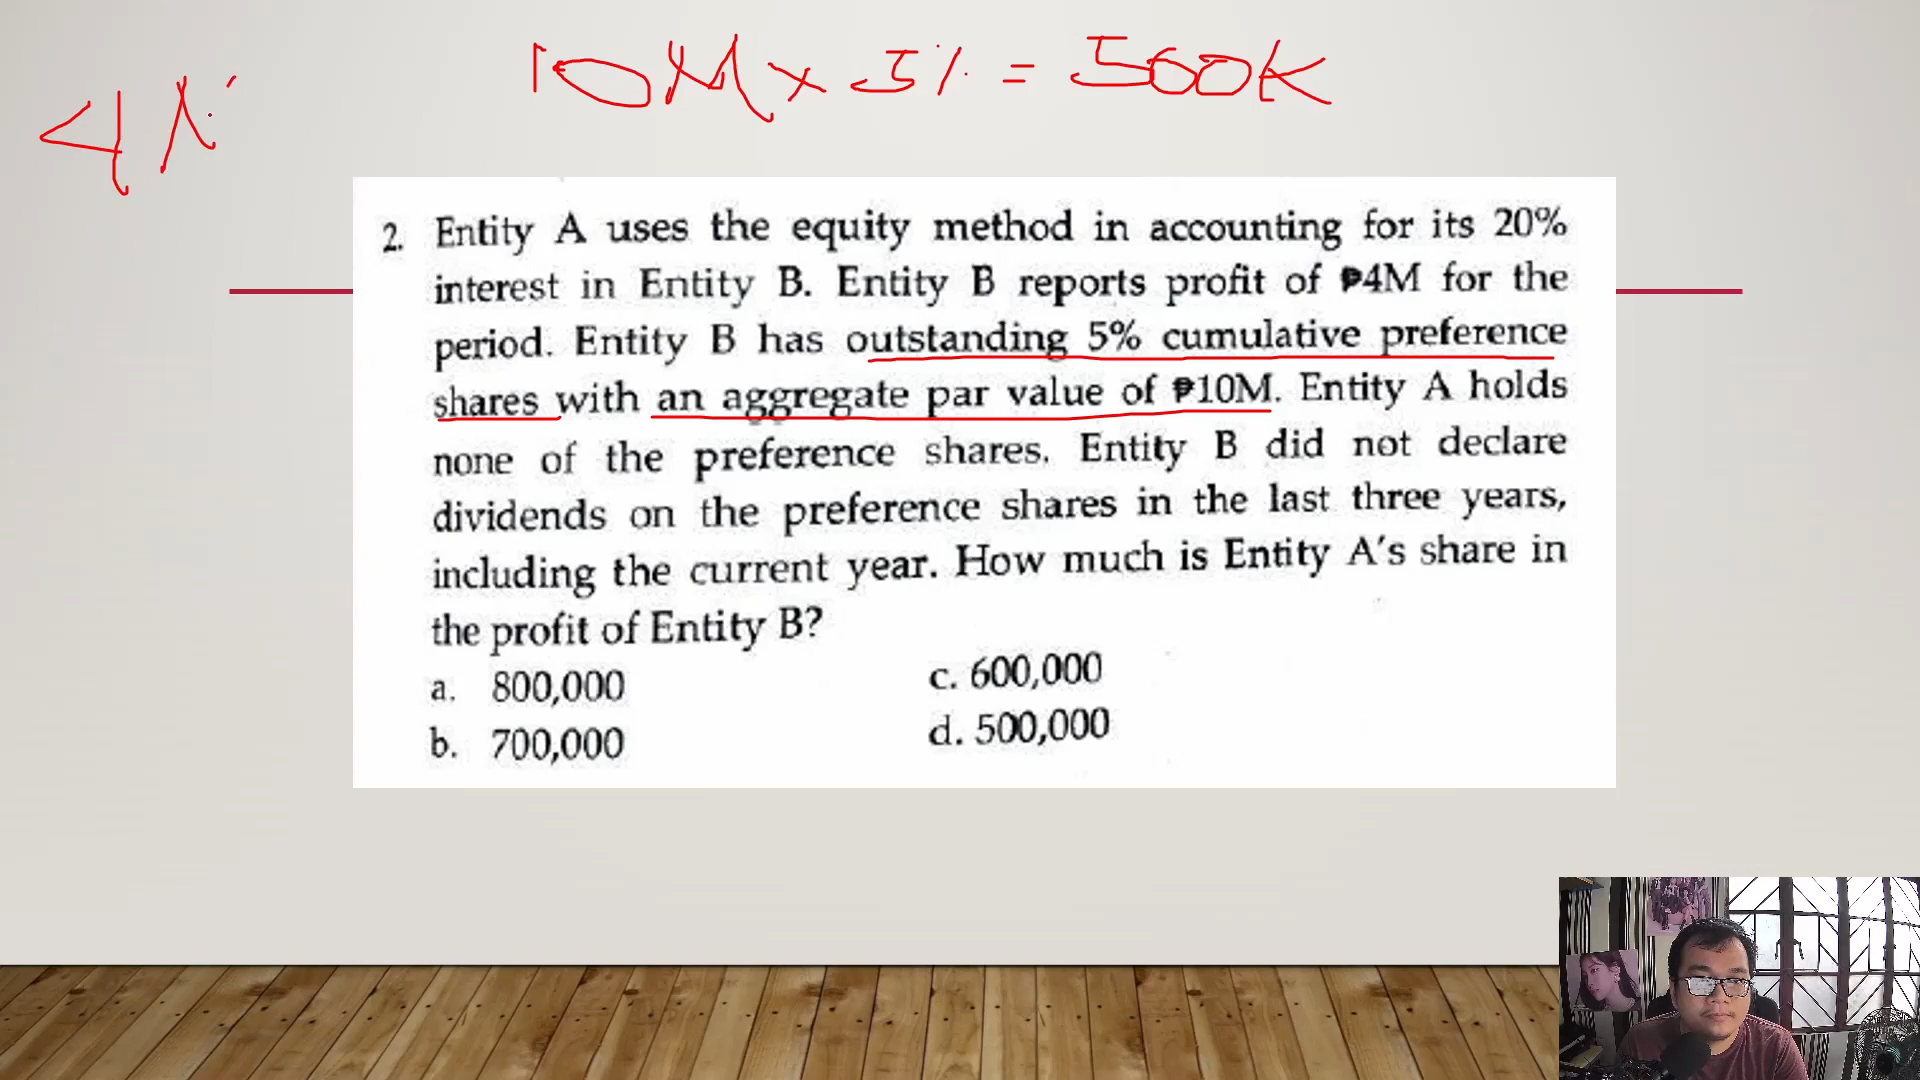 10M x 5% = 500K
4
2. Entity A uses the equity method in accounting for its 20%
interest in Entity B. Entity B reports profit of ₱4M for the
period. Entity B has outstanding 5% cumulative preference
shares with an aggregate par value of ₱10M. Entity A holds
none of the preference shares. Entity B did not declare
dividends on the preference shares in the last three years,
including the current year. How much is Entity A's share in
the profit of Entity B?
a. 800,000
b. 700,000
c. 600,000
d. 500,000